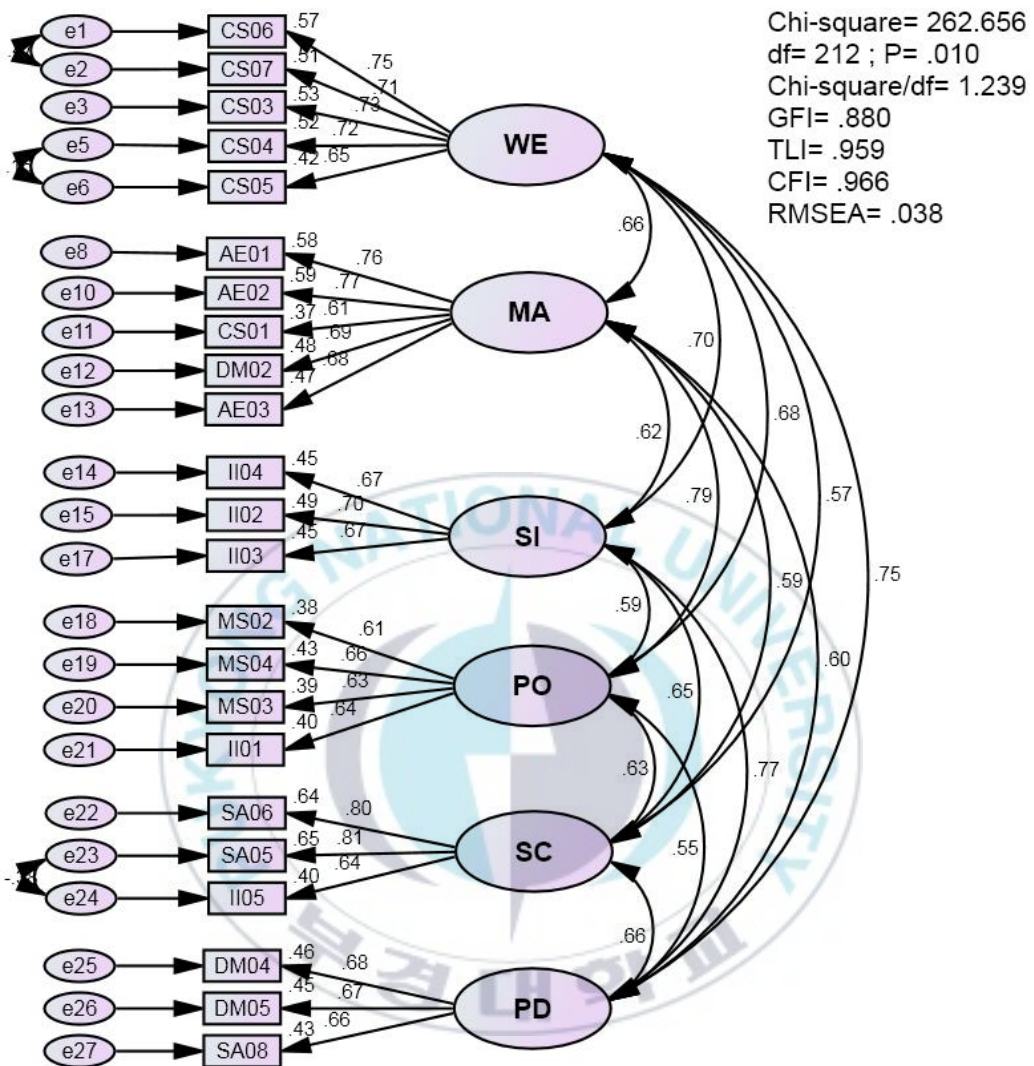 Chi-square= 262.656
df= 212 ; P= .010
Chi-square/df= 1.239
GFI= .880
TLI= .959
CFI= .966
RMSEA= .038
e1 CS06 .57 .75
e2 CS07 .51 .71
e3 CS03 .53 .73
e5 CS04 .52 .72
e6 CS05 .42 .65
WE
.66
e8 AE01 .58 .76
e10 AE02 .59 .77
e11 CS01 .37 .61
e12 DM02 .48 .69
e13 AE03 .47 .68
MA
.70
.62 .68
.79 .57
e14 II04 .45 .67
e15 II02 .49 .70
e17 II03 .45 .67
SI
.59 .59 .75
e18 MS02 .38 .61
e19 MS04 .43 .66
e20 MS03 .39 .63
e21 II01 .40 .64
PO
.65 .60
.63 .77
e22 SA06 .64 .80
e23 SA05 .65 .81
e24 II05 .40 .64
SC
.55
.66
e25 DM04 .46 .68
e26 DM05 .45 .67
e27 SA08 .43 .66
PD
NATIONAL UNIVERSITY
부경대학교